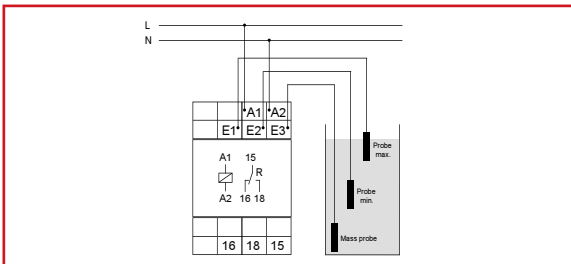 L
N
A1 A2
E1 E2 E3
A1 15
R
A2 16 18
16 18 15
Probe
max.
Probe
min.
Mass probe